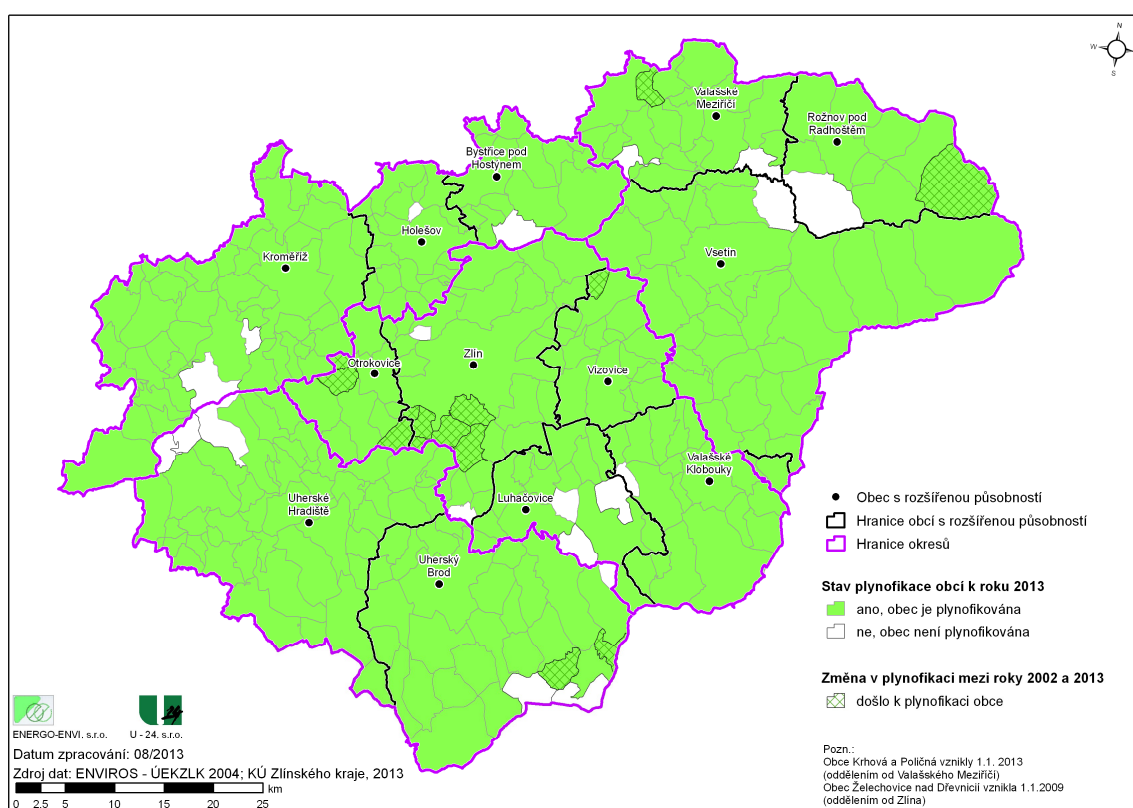 N
W
S
Valašské
Meziříčí
Rožnov pod
Radhoštěm
Bystřice pod
Hostýnem
Holešov
Kroměříž
Vsetín
Otrokovice
Zlín
Vizovice
Valašské
Klobouky
Luhačovice
Uherské
Hradiště
Uherský
Brod
Obec s rozšířenou působností
Hranice obcí s rozšířenou působností
Hranice okresů
Stav plynofikace obcí k roku 2013
ano, obec je plynofikována
ne, obec není plynofikována
Změna v plynofikaci mezi roky 2002 a 2013
došlo k plynofikaci obce
Pozn.:
Obce Krhová a Poličná vznikly 1.1. 2013
(oddělením od Valašského Meziříčí)
Obec Želechovice nad Dřevnicií vznikla 1.1.2009
(oddělením od Zlína)
ENERGO-ENVI. s.r.o.
U - 24. s.r.o.
Datum zpracování: 08/2013
Zdroj dat: ENVIROS - ÚEKZLK 2004; KÚ Zlínského kraje, 2013
0 2.5 5 10 15 20 25 km